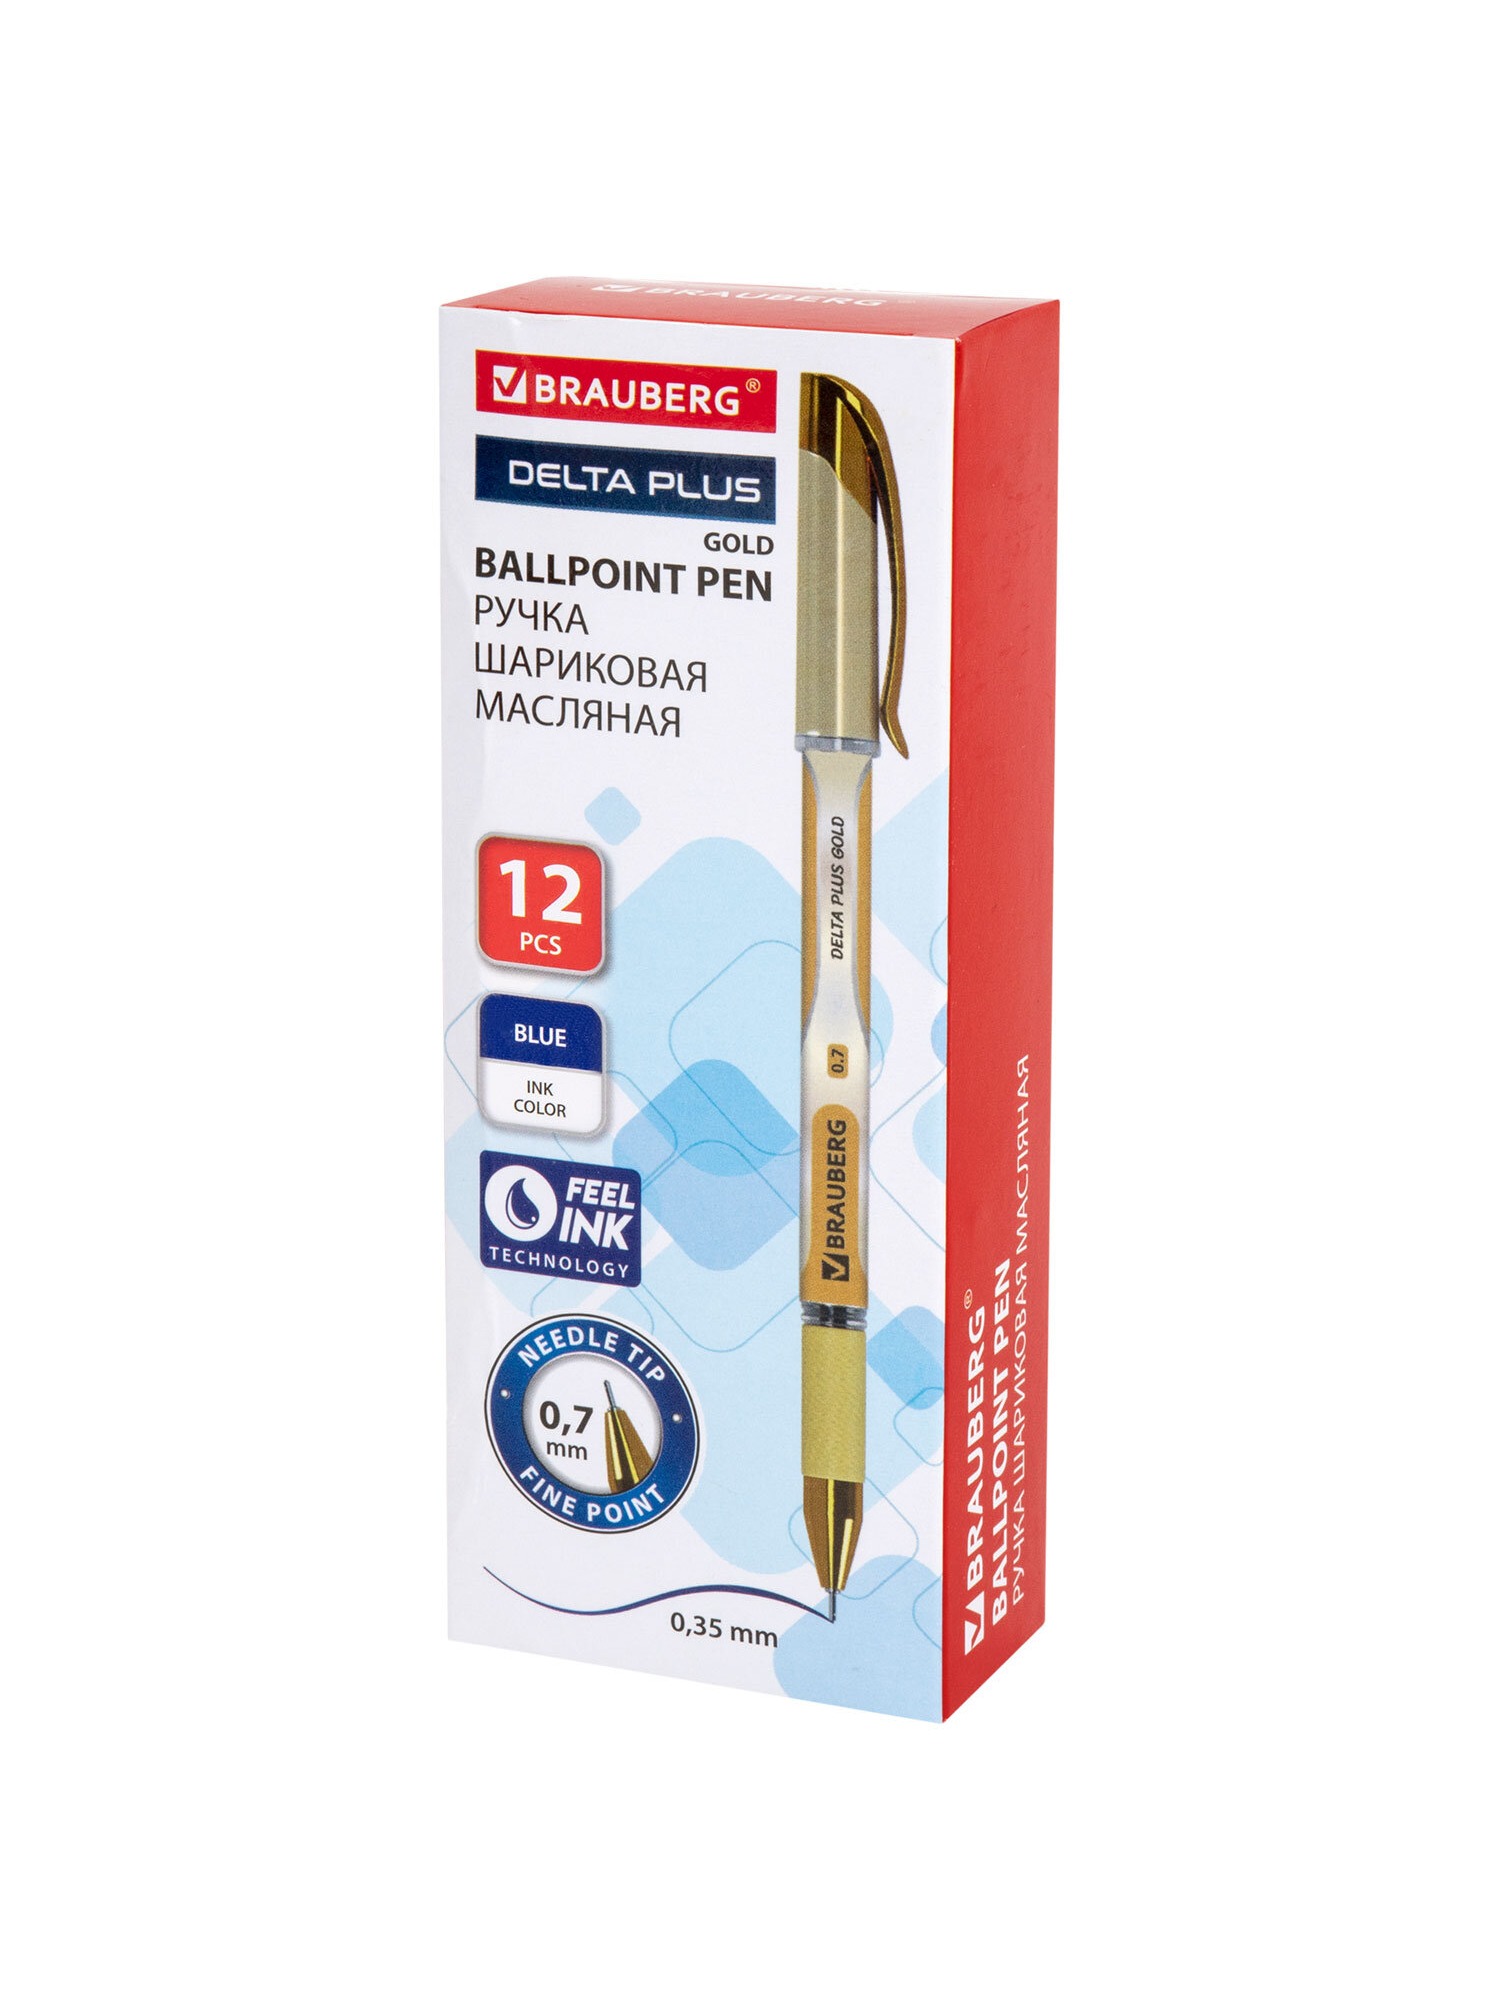 BRAUBERG®
BRAUBERG®
DELTA PLUS
GOLD
BALLPOINT PEN
РУЧКА
ШАРИКОВАЯ
МАСЛЯНАЯ
12
PCS
BLUE
INK
COLOR
FEEL
INK
TECHNOLOGY
NEEDLE TIP
0,7
mm
FINE POINT
0,35 mm
DELTA PLUS GOLD
0.7
BRAUBERG
BRAUBERG®
BALLPOINT PEN
РУЧКА ШАРИКОВАЯ МАСЛЯНАЯ